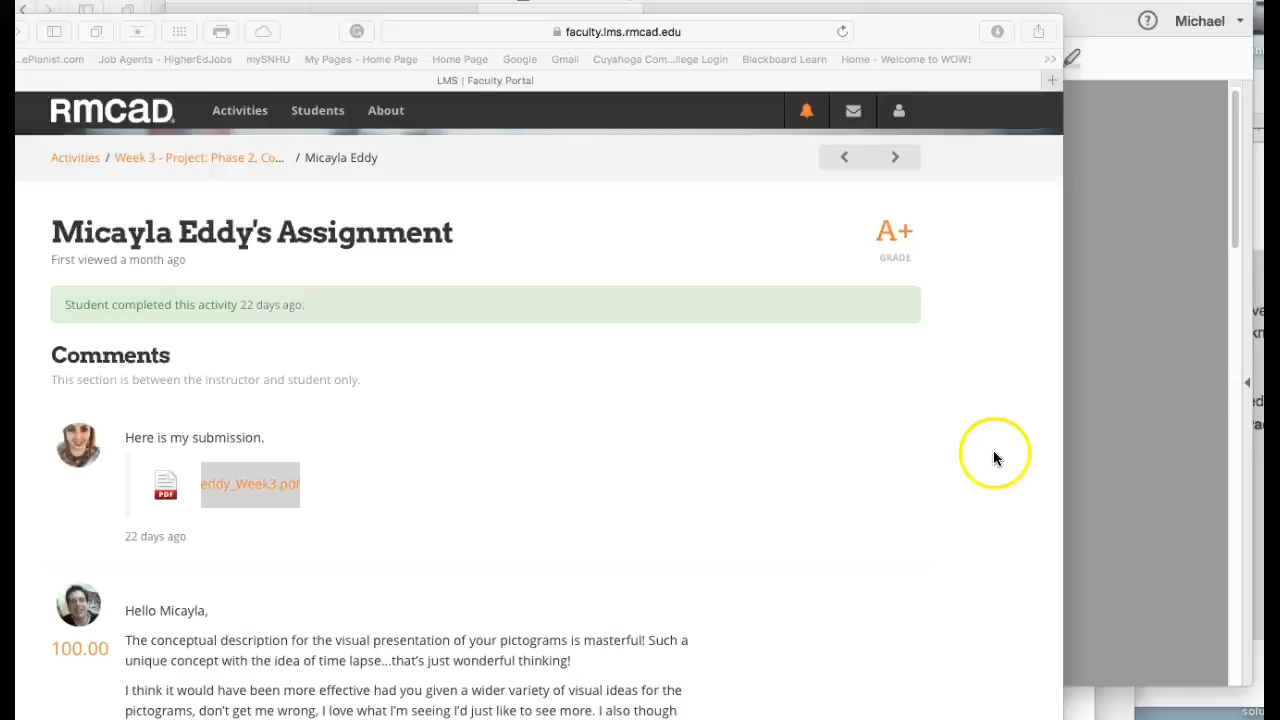 Michael
faculty.lms.rmcad.edu
ePianist.com Job Agents - HigherEdJobs mySNHU My Pages - Home Page Home Page Google Gmail Cuyahoga Com...llege Login Blackboard Learn Home - Welcome to WOW!
LMS | Faculty Portal
RMCAD Activities Students About
Activities / Week 3 - Project: Phase 2, Co... / Micayla Eddy
Micayla Eddy's Assignment
A+
First viewed a month ago
GRADE
Student completed this activity 22 days ago.
Comments
This section is between the instructor and student only.
Here is my submission.
PDF eddy_Week3.pdf
22 days ago
Hello Micayla,
100.00
The conceptual description for the visual presentation of your pictograms is masterful! Such a
unique concept with the idea of time lapse...that's just wonderful thinking!
I think it would have been more effective had you given a wider variety of visual ideas for the
pictograms, don't get me wrong, I love what I'm seeing I'd just like to see more. I also though